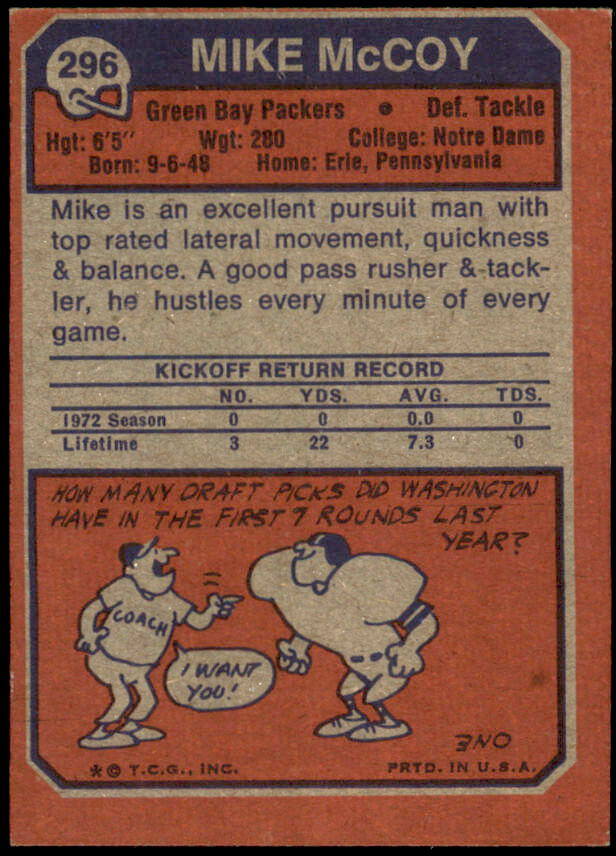 296
MIKE McCOY
Green Bay Packers • Def. Tackle
Hgt: 6'5" Wgt: 280 College: Notre Dame
Born: 9-6-48 Home: Erie, Pennsylvania
Mike is an excellent pursuit man with
top rated lateral movement, quickness
& balance. A good pass rusher & tack-
ler, he hustles every minute of every
game.
KICKOFF RETURN RECORD
NO. YDS. AVG. TDS.
1972 Season 0 0 0.0 0
Lifetime 3 22 7.3 0
HOW MANY DRAFT PICKS DID WASHINGTON
HAVE IN THE FIRST 7 ROUNDS LAST
YEAR?
COACH
I WANT
YOU!
ONE
* © T.C.G., INC. PRTD. IN U.S.A.